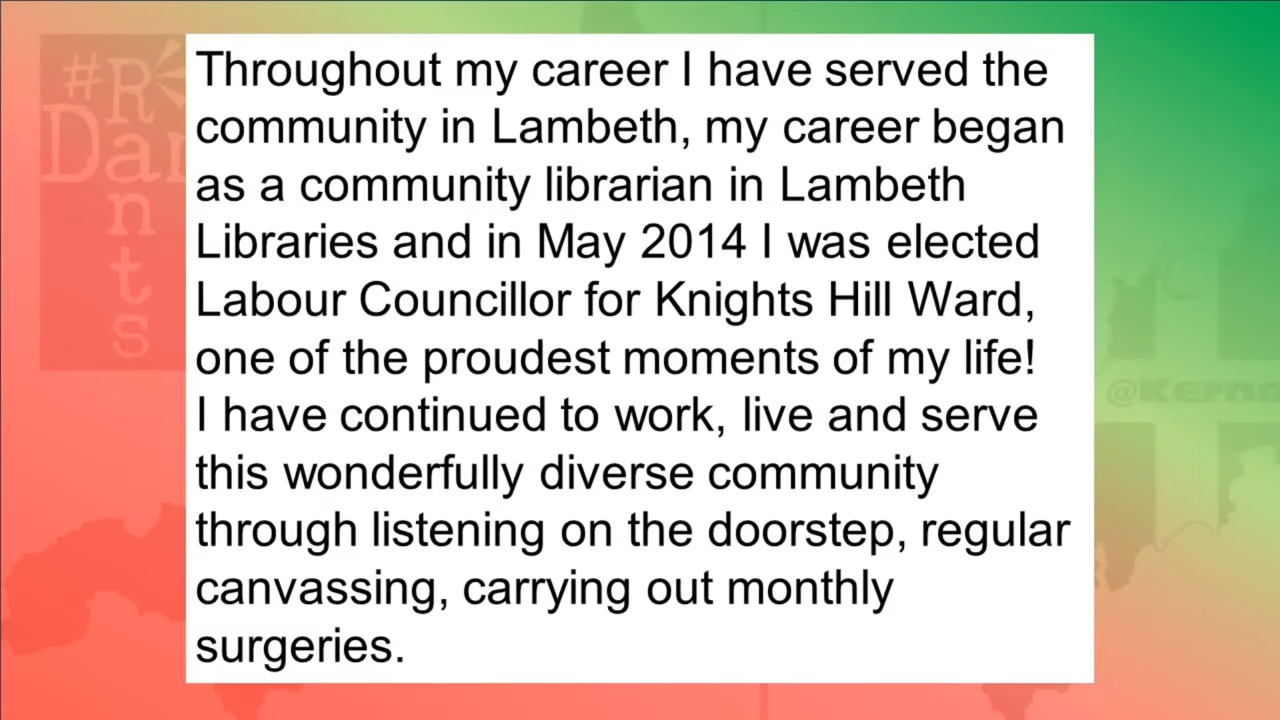 #R
Dar
n
t
s
Throughout my career I have served the
community in Lambeth, my career began
as a community librarian in Lambeth
Libraries and in May 2014 I was elected
Labour Councillor for Knights Hill Ward,
one of the proudest moments of my life!
I have continued to work, live and serve
this wonderfully diverse community
through listening on the doorstep, regular
canvassing, carrying out monthly
surgeries.
@Kerno